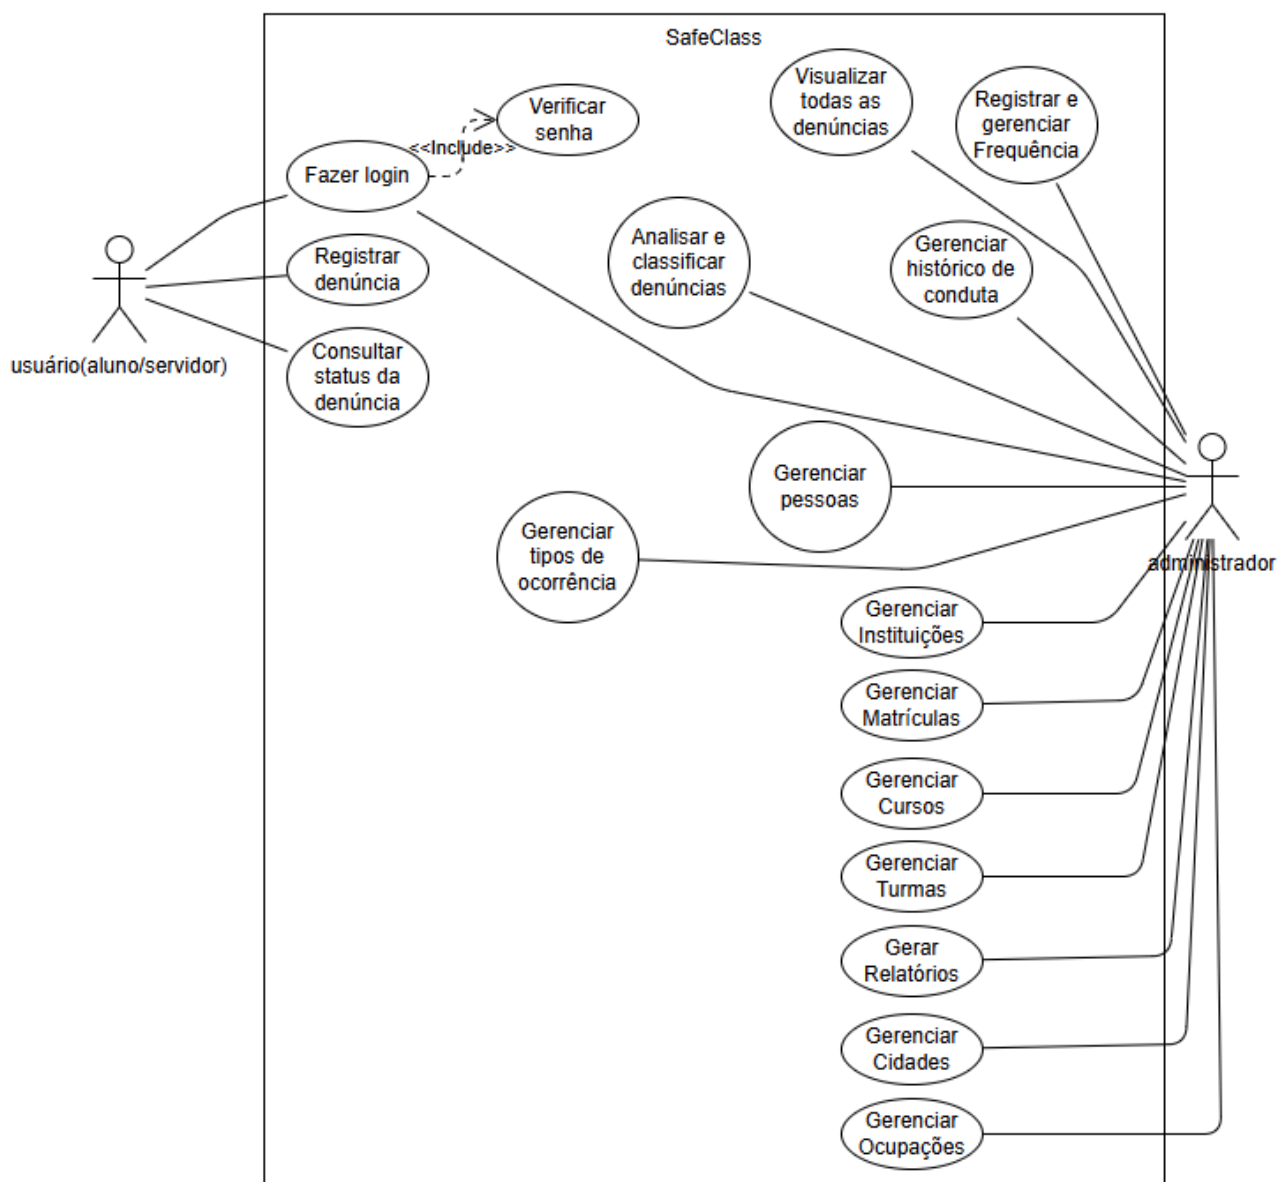 SafeClass
Visualizar
todas as
denúncias
Registrar e
gerenciar
Frequência
Verificar
senha
<<Include>>
Fazer login
Analisar e
classificar
denúncias
Gerenciar
histórico de
conduta
Registrar
denúncia
Consultar
status da
denúncia
usuário(aluno/servidor)
Gerenciar
pessoas
Gerenciar
tipos de
ocorrência
administrador
Gerenciar
Instituições
Gerenciar
Matrículas
Gerenciar
Cursos
Gerenciar
Turmas
Gerar
Relatórios
Gerenciar
Cidades
Gerenciar
Ocupações